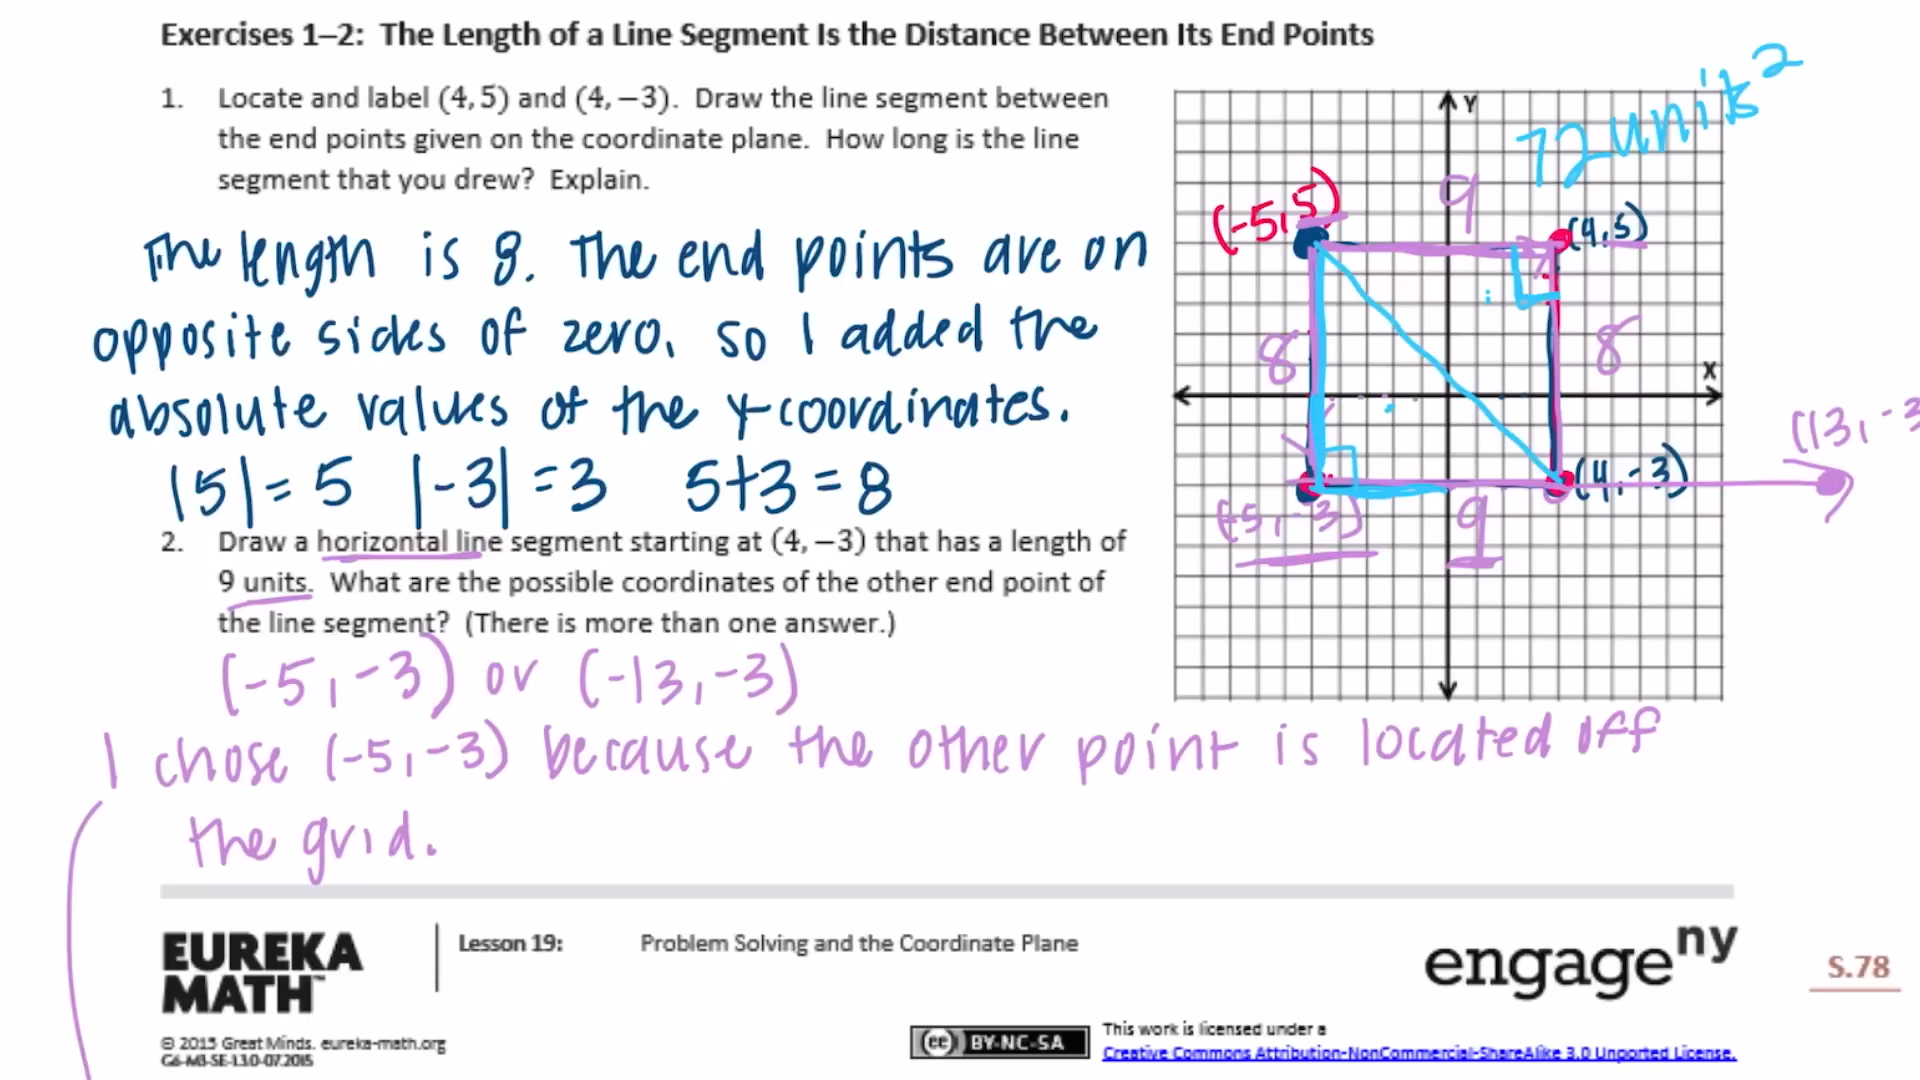 Exercises 1–2: The Length of a Line Segment Is the Distance Between Its End Points
1. Locate and label (4, 5) and (4, −3). Draw the line segment between
the end points given on the coordinate plane. How long is the line
segment that you drew? Explain.
The length is 8. The end points are on
opposite sides of zero, so I added the
absolute values of the y-coordinates.
|5| = 5 |-3| = 3 5+3 = 8
2. Draw a horizontal line segment starting at (4, −3) that has a length of
9 units. What are the possible coordinates of the other end point of
the line segment? (There is more than one answer.)
(-5, -3) or (-13, -3)
I chose (-5, -3) because the other point is located off
the grid.
72 units²
Y
9
(-5, 5)
(4, 5)
8
8
X
(13, -3
(-5, -3)
9
(4, -3)
EUREKA
MATH™
Lesson 19: Problem Solving and the Coordinate Plane
engage ny
S.78
© 2015 Great Minds. eureka-math.org
G6-M3-SE-1.3.0-07.2015
cc BY-NC-SA
This work is licensed under a
Creative Commons Attribution-NonCommercial-ShareAlike 3.0 Unported License.